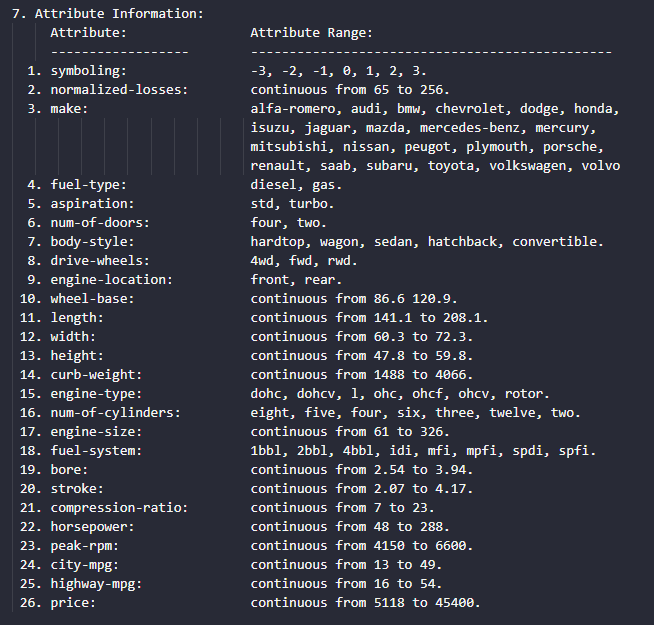 7. Attribute Information:
Attribute: Attribute Range:
------------------ -----------------------------------------------
1. symboling: -3, -2, -1, 0, 1, 2, 3.
2. normalized-losses: continuous from 65 to 256.
3. make: alfa-romero, audi, bmw, chevrolet, dodge, honda,
isuzu, jaguar, mazda, mercedes-benz, mercury,
mitsubishi, nissan, peugot, plymouth, porsche,
renault, saab, subaru, toyota, volkswagen, volvo
4. fuel-type: diesel, gas.
5. aspiration: std, turbo.
6. num-of-doors: four, two.
7. body-style: hardtop, wagon, sedan, hatchback, convertible.
8. drive-wheels: 4wd, fwd, rwd.
9. engine-location: front, rear.
10. wheel-base: continuous from 86.6 120.9.
11. length: continuous from 141.1 to 208.1.
12. width: continuous from 60.3 to 72.3.
13. height: continuous from 47.8 to 59.8.
14. curb-weight: continuous from 1488 to 4066.
15. engine-type: dohc, dohcv, l, ohc, ohcf, ohcv, rotor.
16. num-of-cylinders: eight, five, four, six, three, twelve, two.
17. engine-size: continuous from 61 to 326.
18. fuel-system: 1bbl, 2bbl, 4bbl, idi, mfi, mpfi, spdi, spfi.
19. bore: continuous from 2.54 to 3.94.
20. stroke: continuous from 2.07 to 4.17.
21. compression-ratio: continuous from 7 to 23.
22. horsepower: continuous from 48 to 288.
23. peak-rpm: continuous from 4150 to 6600.
24. city-mpg: continuous from 13 to 49.
25. highway-mpg: continuous from 16 to 54.
26. price: continuous from 5118 to 45400.